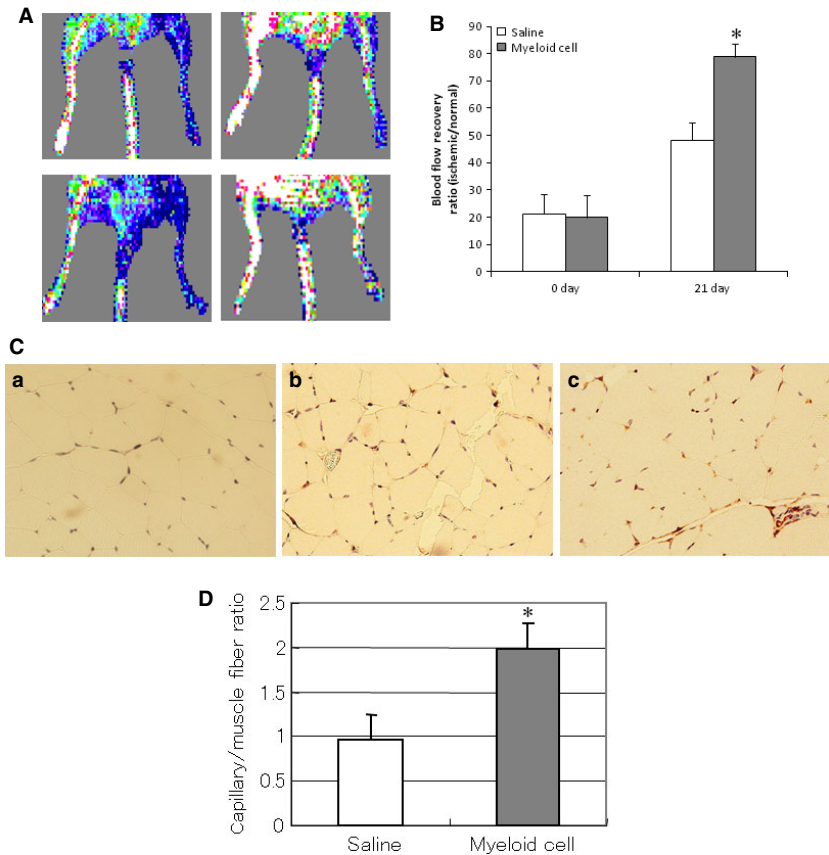 A
B
Saline
Myeloid cell
*
Blood flow recovery
ratio (ischemic/normal)
90
80
70
60
50
40
30
20
10
0
0 day
21 day
C
a
b
c
D
Capillary/muscle fiber ratio
2.5
2
1.5
1
0.5
0
*
Saline
Myeloid cell